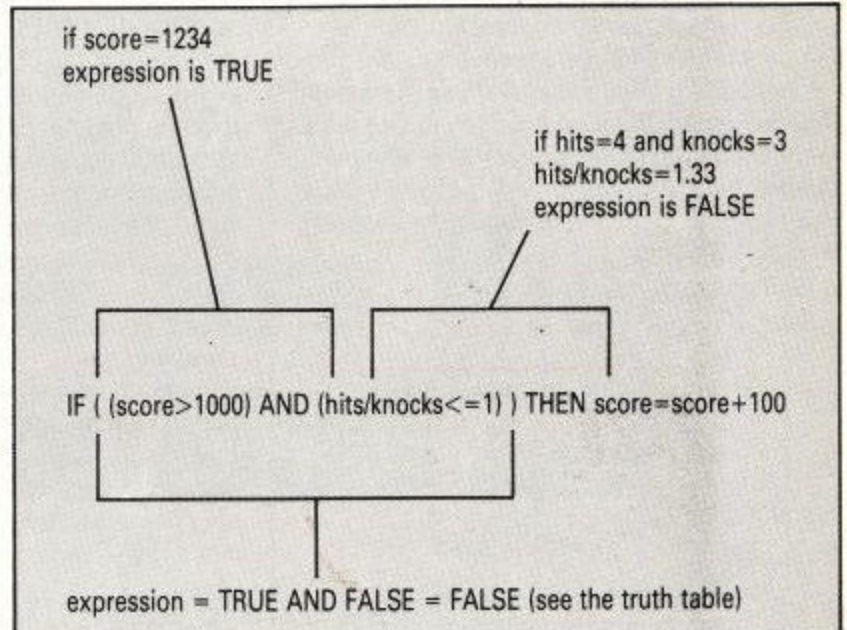 if score=1234
expression is TRUE
if hits=4 and knocks=3
hits/knocks=1.33
expression is FALSE
IF ( (score>1000) AND (hits/knocks<=1) ) THEN score=score+100
expression = TRUE AND FALSE = FALSE (see the truth table)